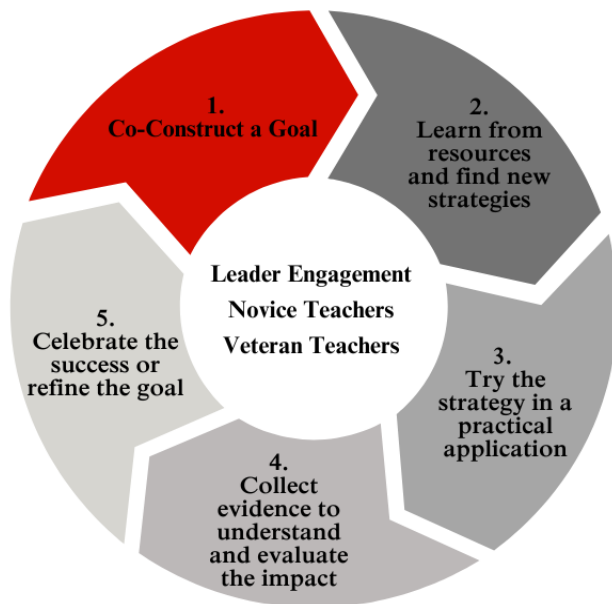 1.
Co-Construct a Goal
2.
Learn from
resources
and find new
strategies
3.
Try the
strategy in a
practical
application
4.
Collect
evidence to
understand
and evaluate
the impact
5.
Celebrate the
success or
refine the goal
Leader Engagement
Novice Teachers
Veteran Teachers